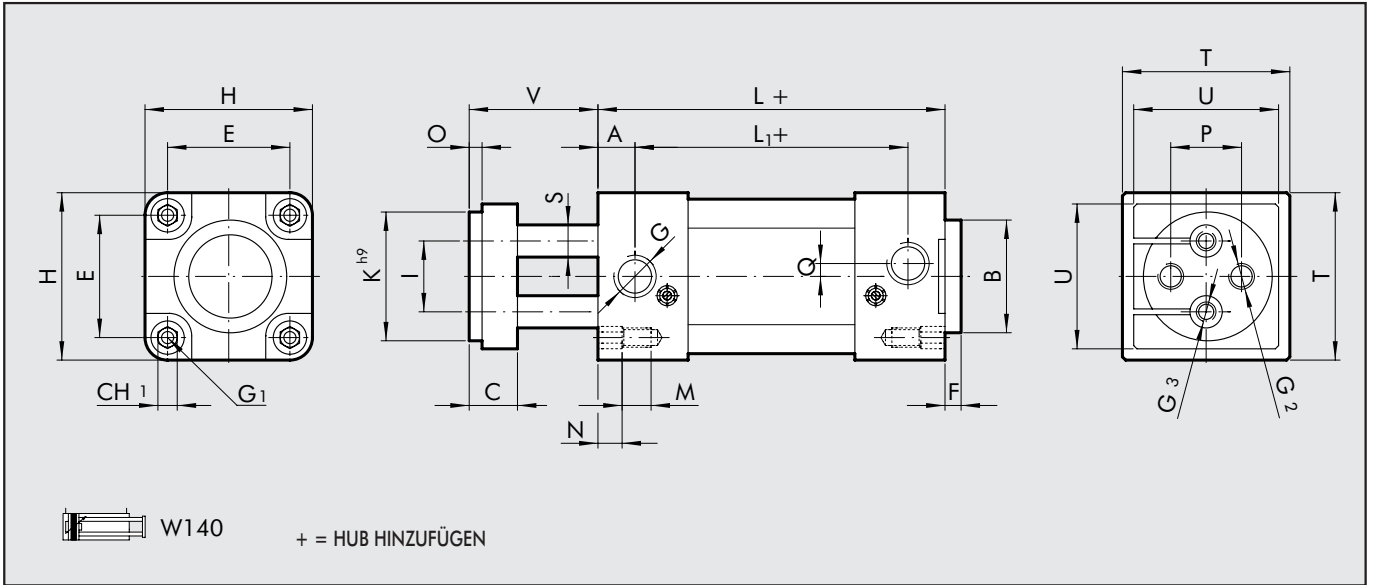 H
V
L +
T
U
E
O
A
L1+
P
S
G
H
E
K h9
I
Q
B
U
T
CH 1
G1
C
M
F
N
G 3
G 2
W140
+ = HUB HINZUFÜGEN